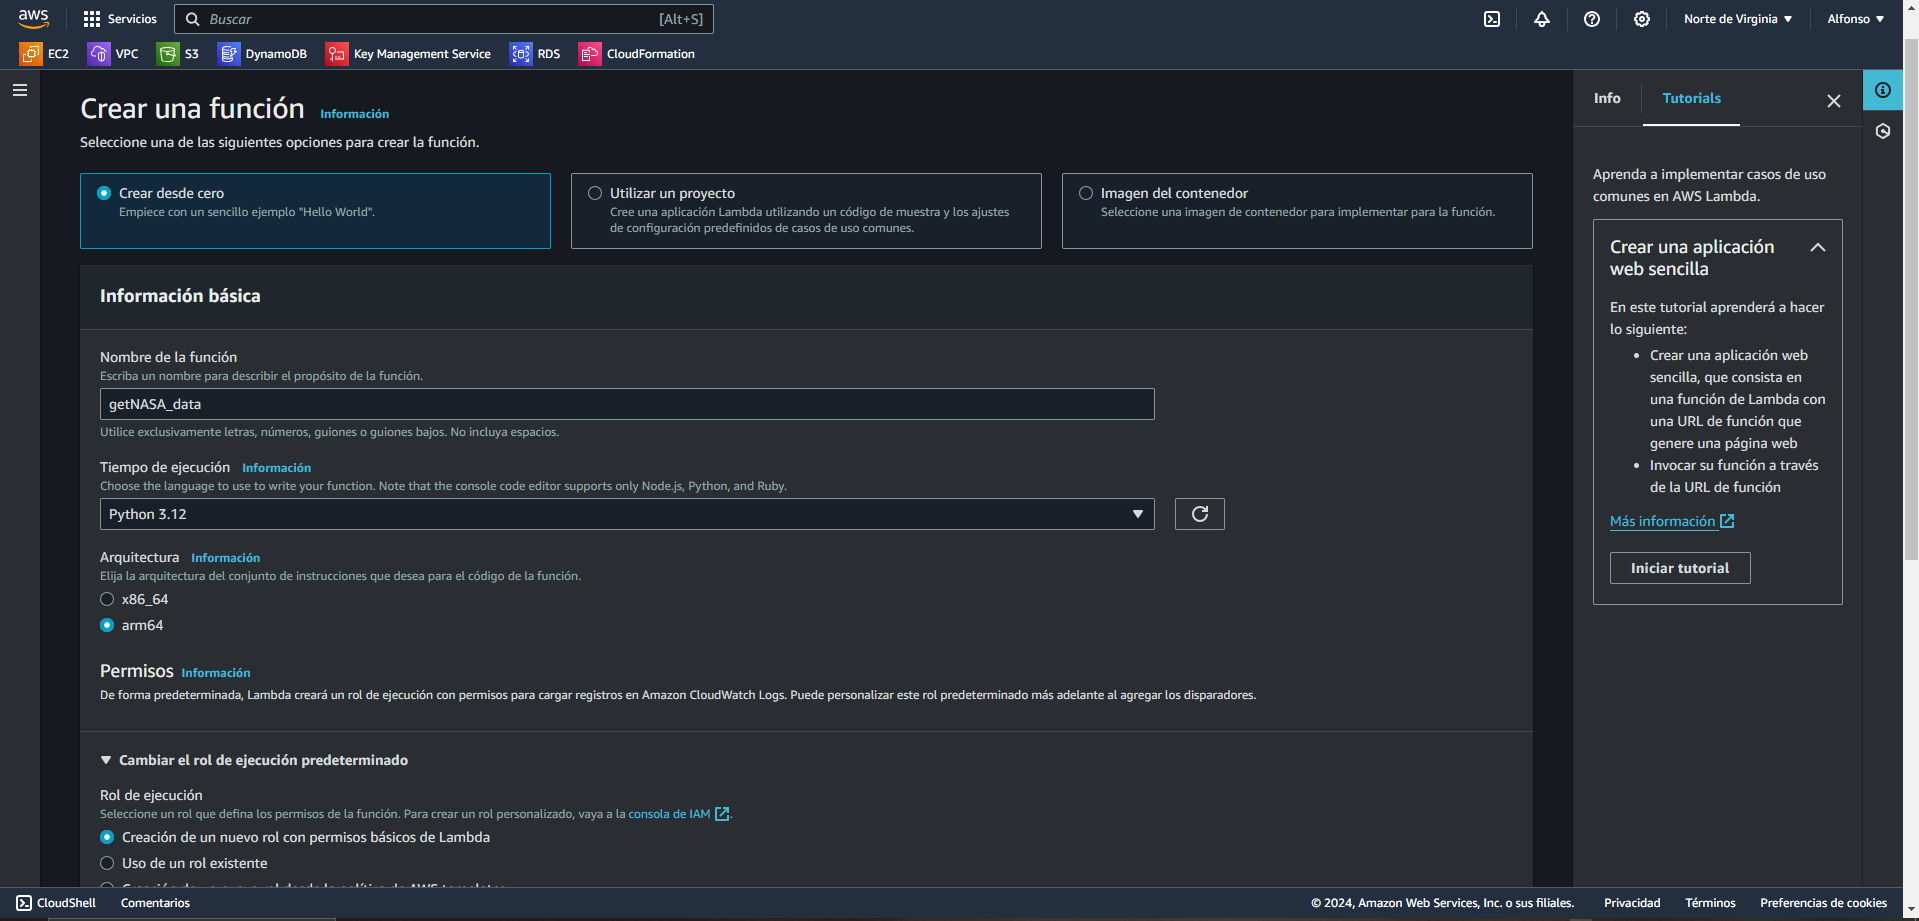 aws
Servicios
Buscar
[Alt+S]
Norte de Virginia ▼
Alfonso ▼
EC2
VPC
S3
DynamoDB
Key Management Service
RDS
CloudFormation
Crear una función
Información
Seleccione una de las siguientes opciones para crear la función.
Crear desde cero
Empiece con un sencillo ejemplo "Hello World".
Utilizar un proyecto
Cree una aplicación Lambda utilizando un código de muestra y los ajustes
de configuración predefinidos de casos de uso comunes.
Imagen del contenedor
Seleccione una imagen de contenedor para implementar para la función.
Información básica
Nombre de la función
Escriba un nombre para describir el propósito de la función.
getNASA_data
Utilice exclusivamente letras, números, guiones o guiones bajos. No incluya espacios.
Tiempo de ejecución Información
Choose the language to use to write your function. Note that the console code editor supports only Node.js, Python, and Ruby.
Python 3.12
Arquitectura Información
Elija la arquitectura del conjunto de instrucciones que desea para el código de la función.
x86_64
arm64
Permisos Información
De forma predeterminada, Lambda creará un rol de ejecución con permisos para cargar registros en Amazon CloudWatch Logs. Puede personalizar este rol predeterminado más adelante al agregar los disparadores.
Cambiar el rol de ejecución predeterminado
Rol de ejecución
Seleccione un rol que defina los permisos de la función. Para crear un rol personalizado, vaya a la consola de IAM.
Creación de un nuevo rol con permisos básicos de Lambda
Uso de un rol existente
Creación de un nuevo rol desde la política de AWS templates
Info
Tutorials
Aprenda a implementar casos de uso
comunes en AWS Lambda.
Crear una aplicación
web sencilla
En este tutorial aprenderá a hacer
lo siguiente:
• Crear una aplicación web
sencilla, que consista en
una función de Lambda con
una URL de función que
genere una página web
• Invocar su función a través
de la URL de función
Más información
Iniciar tutorial
CloudShell
Comentarios
© 2024, Amazon Web Services, Inc. o sus filiales.
Privacidad
Términos
Preferencias de cookies